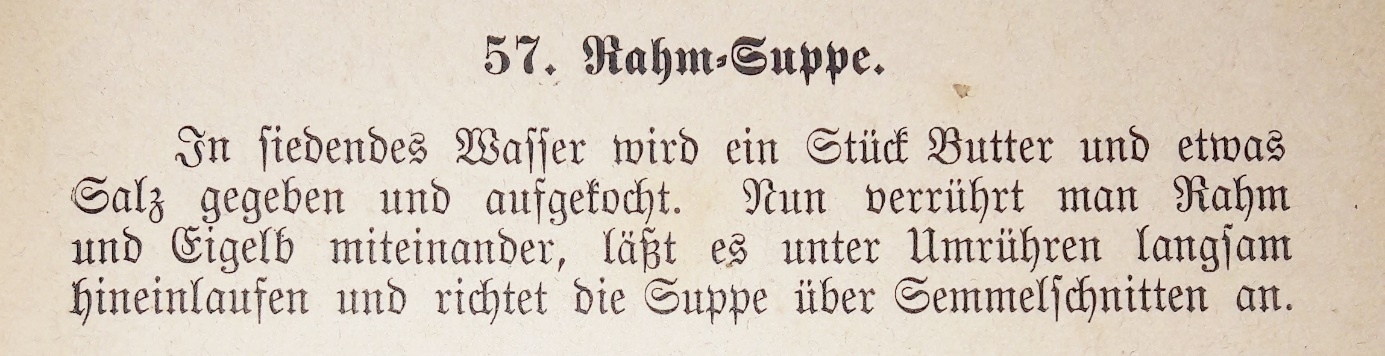 57. Rahm-Suppe.
In siedendes Wasser wird ein Stück Butter und etwas
Salz gegeben und aufgekocht. Nun verrührt man Rahm
und Eigelb miteinander, läßt es unter Umrühren langsam
hineinlaufen und richtet die Suppe über Semmelschnitten an.